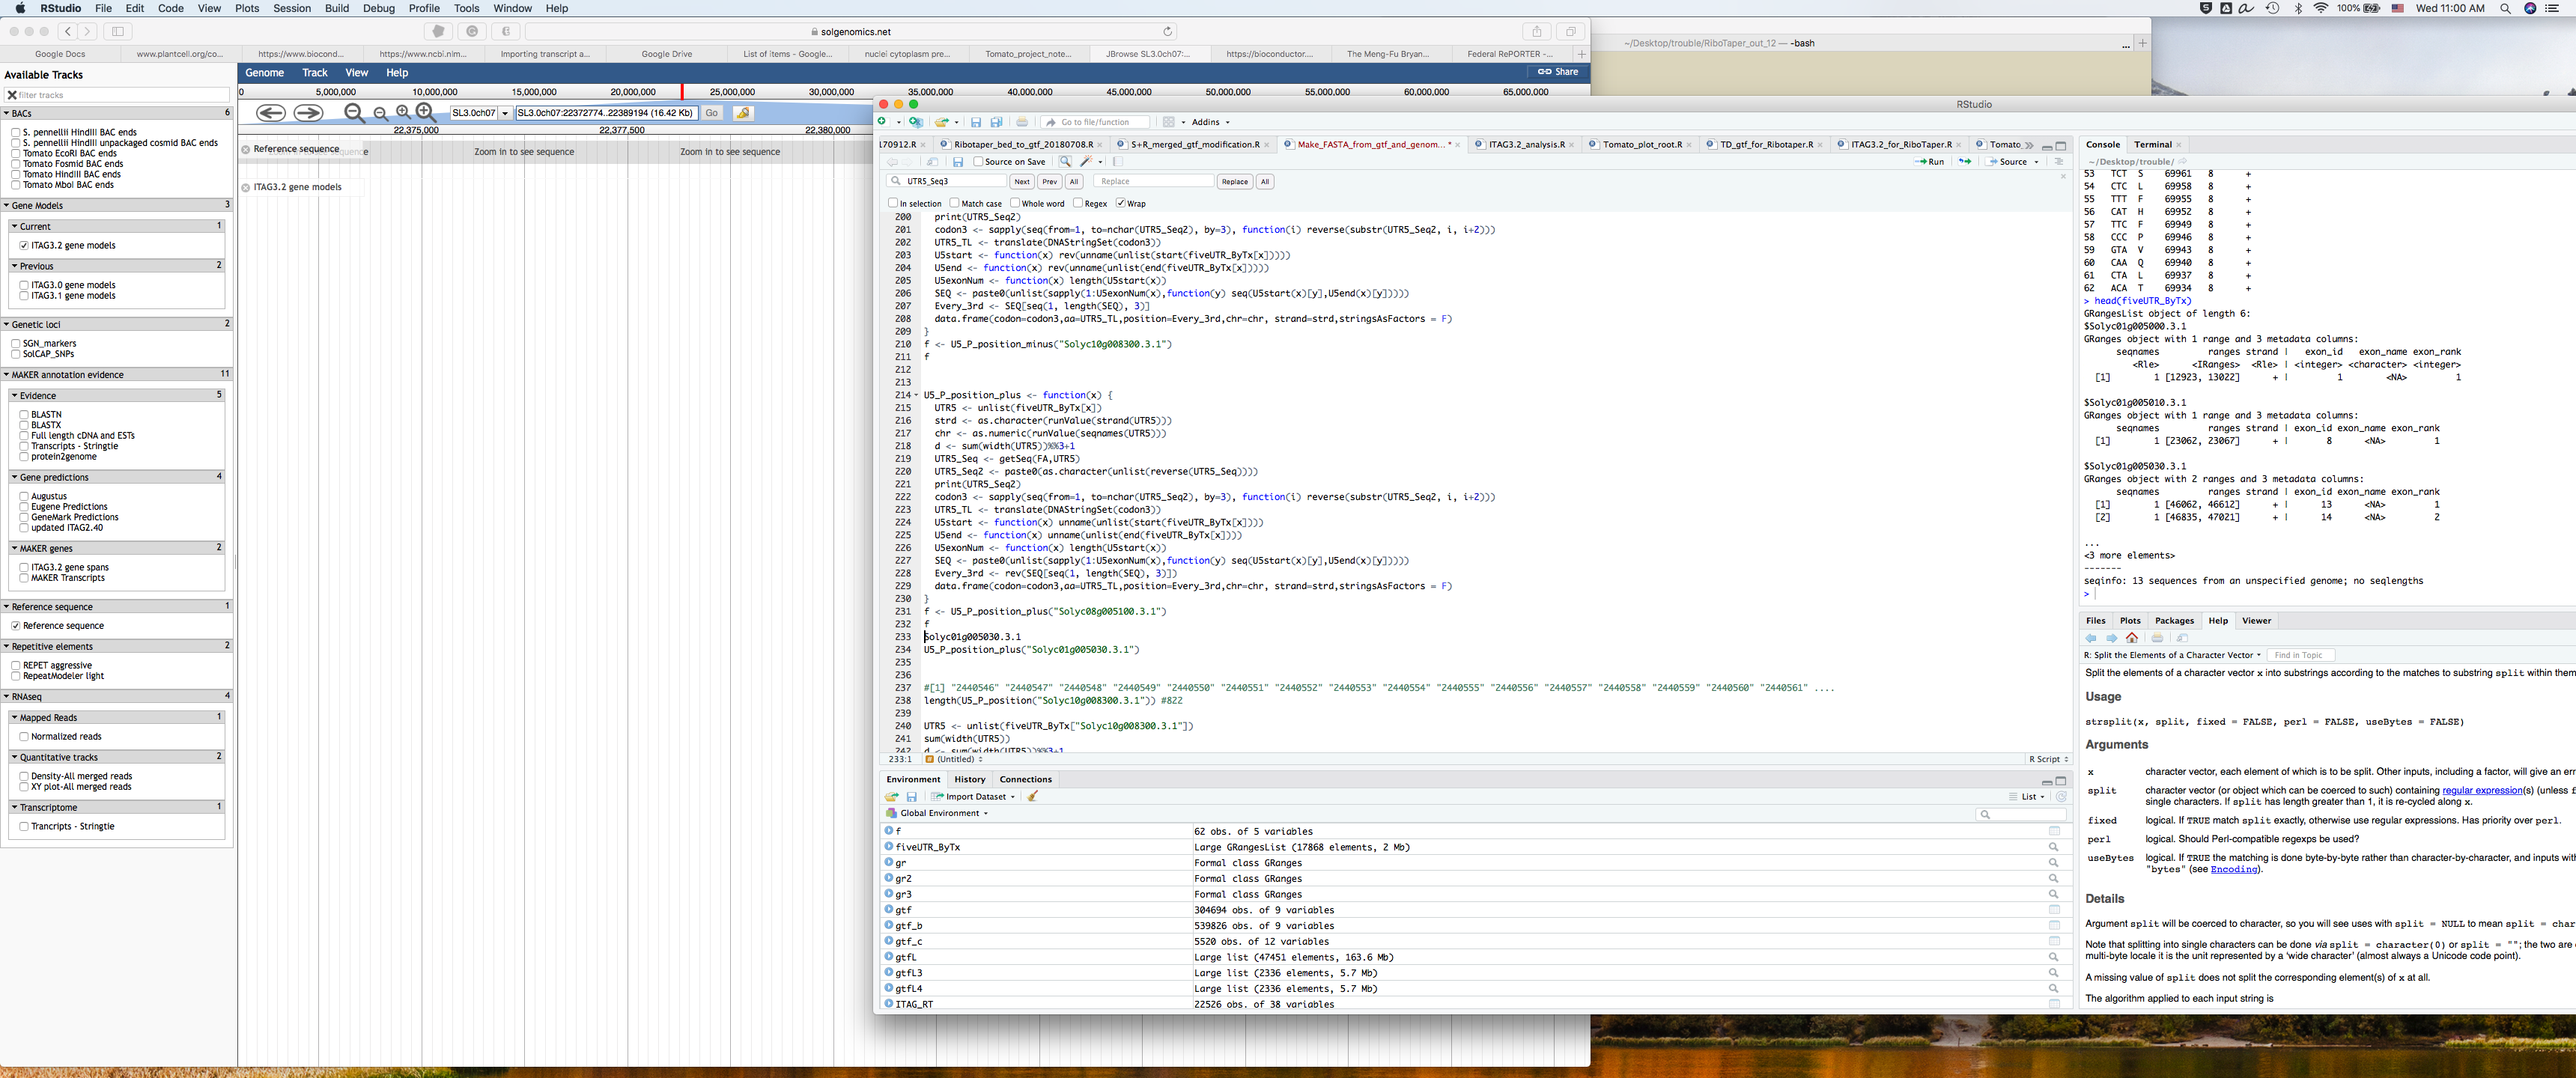 RStudio File Edit Code View Plots Session Build Debug Profile Tools Window Help
100% Wed 11:00 AM
solgenomics.net
Google Docs www.plantcell.org/co... https://www.biocond... https://www.ncbi.nlm... Importing transcript a... Google Drive List of items - Google... nuclei cytoplasm pre... Tomato_project_note... JBrowse SL3.0ch07:... https://bioconductor.... The Meng-Fu Bryan... Federal RePORTER -...
~/Desktop/trouble/RiboTaper_out_12 — -bash
Available Tracks
filter tracks
BACs 6
S. pennellii HindIII BAC ends
S. pennellii HindIII unpackaged cosmid BAC ends
Tomato EcoRI BAC ends
Tomato Fosmid BAC ends
Tomato HindIII BAC ends
Tomato MboI BAC ends
Gene Models 3
Current 1
ITAG3.2 gene models
Previous 2
ITAG3.0 gene models
ITAG3.1 gene models
Genetic loci 2
SGN_markers
SolCAP_SNPs
MAKER annotation evidence 11
Evidence 5
BLASTN
BLASTX
Full length cDNA and ESTs
Transcripts - Stringtie
protein2genome
Gene predictions 4
Augustus
Eugene Predictions
GeneMark Predictions
updated ITAG2.40
MAKER genes 2
ITAG3.2 gene spans
MAKER Transcripts
Reference sequence 1
Reference sequence
Repetitive elements 2
REPET aggressive
RepeatModeler light
RNAseq 4
Mapped Reads 1
Normalized reads
Quantitative tracks 2
Density-All merged reads
XY plot-All merged reads
Transcriptome 1
Trancripts - Stringtie
Genome Track View Help Share
0 5,000,000 10,000,000 15,000,000 20,000,000 25,000,000 30,000,000 35,000,000 40,000,000 45,000,000 50,000,000 55,000,000 60,000,000 65,000,000
SL3.0ch07 SL3.0ch07:22372774..22389194 (16.42 Kb) Go
22,375,000 22,377,500 22,380,000
Reference sequence Zoom in to see sequence Zoom in to see sequence
ITAG3.2 gene models
RStudio
Go to file/function Addins
170912.R Ribotaper_bed_to_gtf_20180708.R S+R_merged_gtf_modification.R Make_FASTA_from_gtf_and_genom...* ITAG3.2_analysis.R Tomato_plot_root.R TD_gtf_for_Ribotaper.R ITAG3.2_for_RiboTaper.R Tomato_
Source on Save Run Source
UTR5_Seq3 Next Prev All Replace Replace All
In selection Match case Whole word Regex Wrap
200 print(UTR5_Seq2)
201 codon3 <- sapply(seq(from=1, to=nchar(UTR5_Seq2), by=3), function(i) reverse(substr(UTR5_Seq2, i, i+2)))
202 UTR5_TL <- translate(DNAStringSet(codon3))
203 U5start <- function(x) rev(unname(unlist(start(fiveUTR_ByTx[x]))))
204 U5end <- function(x) rev(unname(unlist(end(fiveUTR_ByTx[x]))))
205 U5exonNum <- function(x) length(U5start(x))
206 SEQ <- paste0(unlist(sapply(1:U5exonNum(x),function(y) seq(U5start(x)[y],U5end(x)[y]))))
207 Every_3rd <- SEQ[seq(1, length(SEQ), 3)]
208 data.frame(codon=codon3,aa=UTR5_TL,position=Every_3rd,chr=chr, strand=strd,stringsAsFactors = F)
209 }
210 f <- U5_P_position_minus("Solyc10g008300.3.1")
211 f
212
213
214 U5_P_position_plus <- function(x) {
215 UTR5 <- unlist(fiveUTR_ByTx[x])
216 strd <- as.character(runValue(strand(UTR5)))
217 chr <- as.numeric(runValue(seqnames(UTR5)))
218 d <- sum(width(UTR5))%%3+1
219 UTR5_Seq <- getSeq(FA,UTR5)
220 UTR5_Seq2 <- paste0(as.character(unlist(reverse(UTR5_Seq))))
221 print(UTR5_Seq2)
222 codon3 <- sapply(seq(from=1, to=nchar(UTR5_Seq2), by=3), function(i) reverse(substr(UTR5_Seq2, i, i+2)))
223 UTR5_TL <- translate(DNAStringSet(codon3))
224 U5start <- function(x) unname(unlist(start(fiveUTR_ByTx[x])))
225 U5end <- function(x) unname(unlist(end(fiveUTR_ByTx[x])))
226 U5exonNum <- function(x) length(U5start(x))
227 SEQ <- paste0(unlist(sapply(1:U5exonNum(x),function(y) seq(U5start(x)[y],U5end(x)[y]))))
228 Every_3rd <- rev(SEQ[seq(1, length(SEQ), 3)])
229 data.frame(codon=codon3,aa=UTR5_TL,position=Every_3rd,chr=chr, strand=strd,stringsAsFactors = F)
230 }
231 f <- U5_P_position_plus("Solyc08g005100.3.1")
232 f
233 Solyc01g005030.3.1
234 U5_P_position_plus("Solyc01g005030.3.1")
235
236
237 #[1] "2440546" "2440547" "2440548" "2440549" "2440550" "2440551" "2440552" "2440553" "2440554" "2440555" "2440556" "2440557" "2440558" "2440559" "2440560" "2440561" ....
238 length(U5_P_position("Solyc10g008300.3.1")) #822
239
240 UTR5 <- unlist(fiveUTR_ByTx["Solyc10g008300.3.1"])
241 sum(width(UTR5))
242 d <- sum(width(UTR5))%%3+1
233:1 (Untitled) R Script
Environment History Connections
Import Dataset List
Global Environment
f 62 obs. of 5 variables
fiveUTR_ByTx Large GRangesList (17868 elements, 2 Mb)
gr Formal class GRanges
gr2 Formal class GRanges
gr3 Formal class GRanges
gtf 304694 obs. of 9 variables
gtf_b 539826 obs. of 9 variables
gtf_c 5520 obs. of 12 variables
gtfL Large list (47451 elements, 163.6 Mb)
gtfL3 Large list (2336 elements, 5.7 Mb)
gtfL4 Large list (2336 elements, 5.7 Mb)
ITAG_RT 22526 obs. of 38 variables
Console Terminal
~/Desktop/trouble/
53 TCT S 69961 8 +
54 CTC L 69958 8 +
55 TTT F 69955 8 +
56 CAT H 69952 8 +
57 TTC F 69949 8 +
58 CCC P 69946 8 +
59 GTA V 69943 8 +
60 CAA Q 69940 8 +
61 CTA L 69937 8 +
62 ACA T 69934 8 +
> head(fiveUTR_ByTx)
GRangesList object of length 6:
$Solyc01g005000.3.1
GRanges object with 1 range and 3 metadata columns:
seqnames ranges strand | exon_id exon_name exon_rank
<Rle> <IRanges> <Rle> | <integer> <character> <integer>
[1] 1 [12923, 13022] + | 1 <NA> 1
$Solyc01g005010.3.1
GRanges object with 1 range and 3 metadata columns:
seqnames ranges strand | exon_id exon_name exon_rank
[1] 1 [23062, 23067] + | 8 <NA> 1
$Solyc01g005030.3.1
GRanges object with 2 ranges and 3 metadata columns:
seqnames ranges strand | exon_id exon_name exon_rank
[1] 1 [46062, 46612] + | 13 <NA> 1
[2] 1 [46835, 47021] + | 14 <NA> 2
...
<3 more elements>
-------
seqinfo: 13 sequences from an unspecified genome; no seqlengths
>
Files Plots Packages Help Viewer
R: Split the Elements of a Character Vector Find in Topic
Split the elements of a character vector x into substrings according to the matches to substring split within them
Usage
strsplit(x, split, fixed = FALSE, perl = FALSE, useBytes = FALSE)
Arguments
x character vector, each element of which is to be split. Other inputs, including a factor, will give an err
split character vector (or object which can be coerced to such) containing regular expression(s) (unless f
single characters. If split has length greater than 1, it is re-cycled along x.
fixed logical. If TRUE match split exactly, otherwise use regular expressions. Has priority over perl.
perl logical. Should Perl-compatible regexps be used?
useBytes logical. If TRUE the matching is done byte-by-byte rather than character-by-character, and inputs wit
"bytes" (see Encoding).
Details
Argument split will be coerced to character, so you will see uses with split = NULL to mean split = char
Note that splitting into single characters can be done via split = character(0) or split = ""; the two are
multi-byte locale it is the unit represented by a 'wide character' (almost always a Unicode code point).
A missing value of split does not split the corresponding element(s) of x at all.
The algorithm applied to each input string is